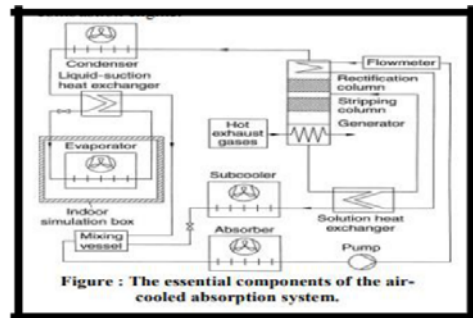 Condenser
Liquid-suction
heat exchanger
Flowmeter
Rectification
column
Stripping
column
Generator
Hot
exhaust
gases
Evaporator
Indoor
simulation box
Subcooler
Solution heat
exchanger
Mixing
vessel
Absorber
Pump
Figure : The essential components of the air-
cooled absorption system.